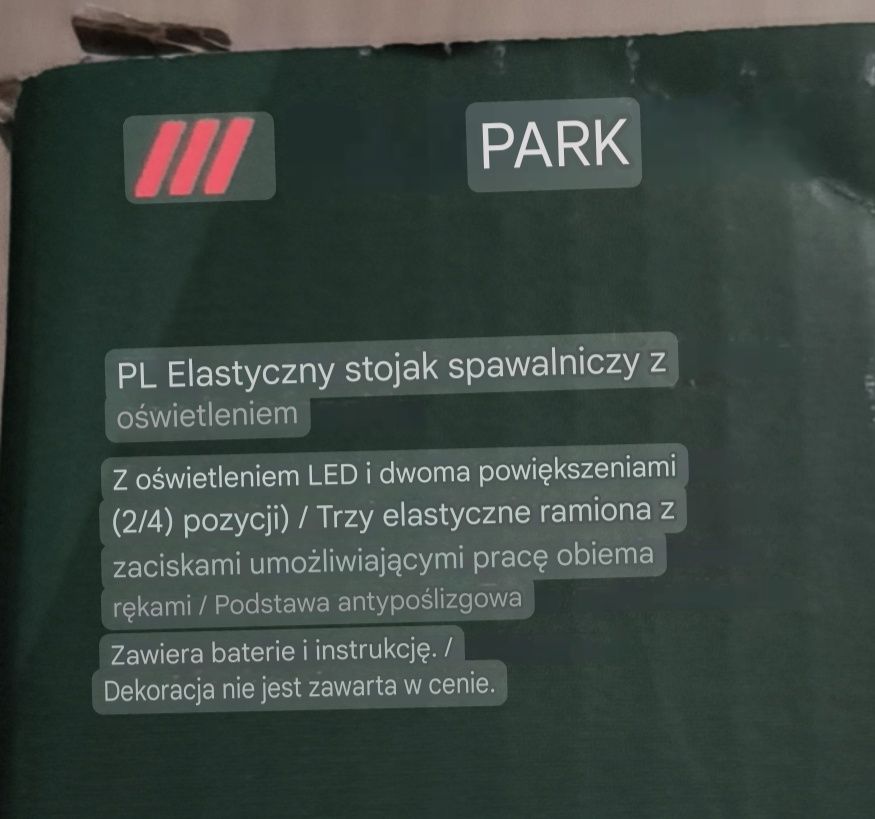 PARK
PL Elastyczny stojak spawalniczy z
oświetleniem
Z oświetleniem LED i dwoma powiększeniami
(2/4) pozycji) / Trzy elastyczne ramiona z
zaciskami umożliwiającymi pracę obiema
rękami / Podstawa antypoślizgowa
Zawiera baterie i instrukcję. /
Dekoracja nie jest zawarta w cenie.